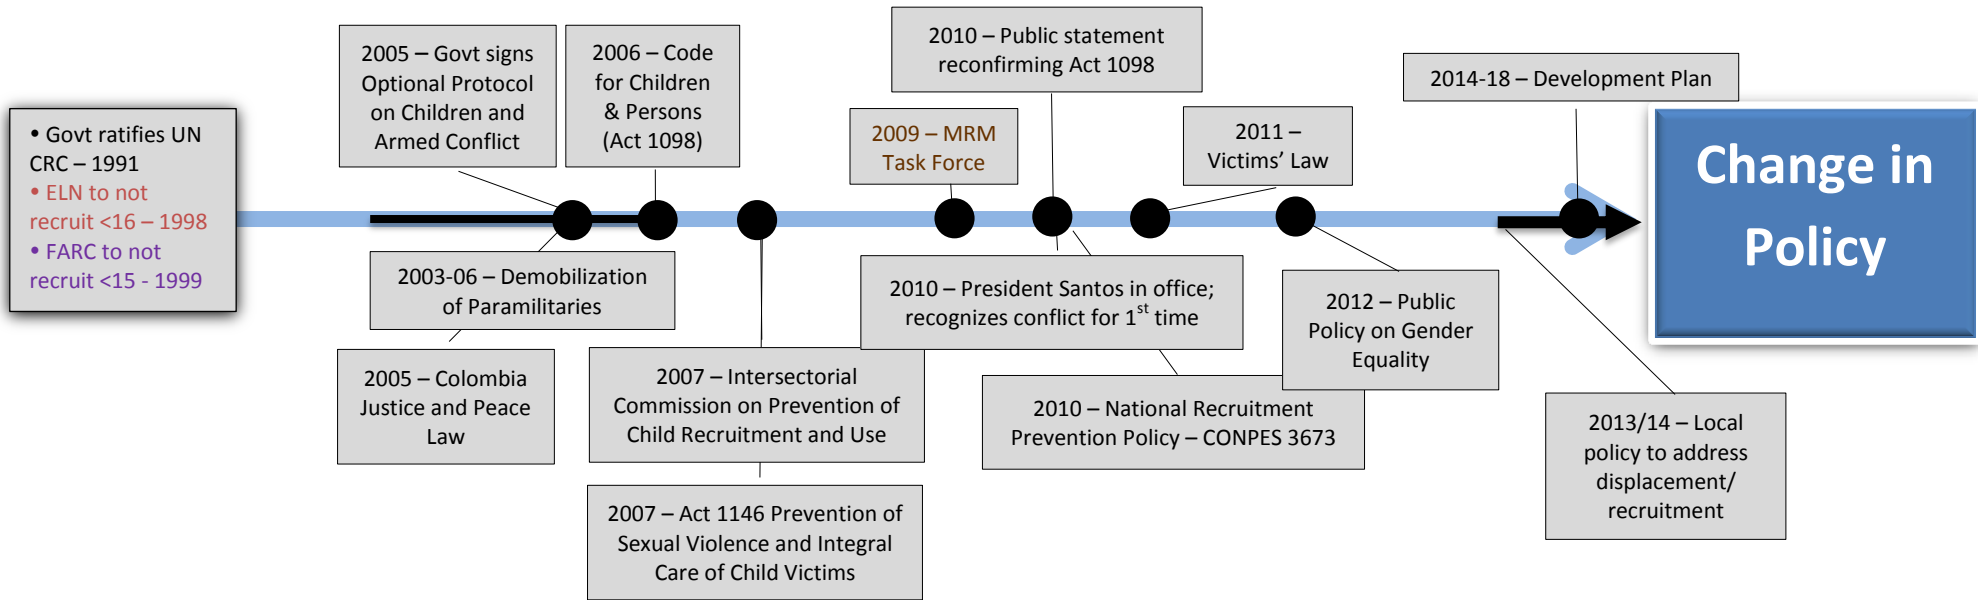 • Govt ratifies UN
CRC – 1991
• ELN to not
recruit <16 – 1998
• FARC to not
recruit <15 - 1999
2005 – Govt signs
Optional Protocol
on Children and
Armed Conflict
2006 – Code
for Children
& Persons
(Act 1098)
2003-06 – Demobilization
of Paramilitaries
2005 – Colombia
Justice and Peace
Law
2007 – Intersectorial
Commission on Prevention of
Child Recruitment and Use
2007 – Act 1146 Prevention of
Sexual Violence and Integral
Care of Child Victims
2009 – MRM
Task Force
2010 – Public statement
reconfirming Act 1098
2010 – President Santos in office;
recognizes conflict for 1st time
2010 – National Recruitment
Prevention Policy – CONPES 3673
2011 –
Victims’ Law
2012 – Public
Policy on Gender
Equality
2014-18 – Development Plan
2013/14 – Local
policy to address
displacement/
recruitment
Change in
Policy